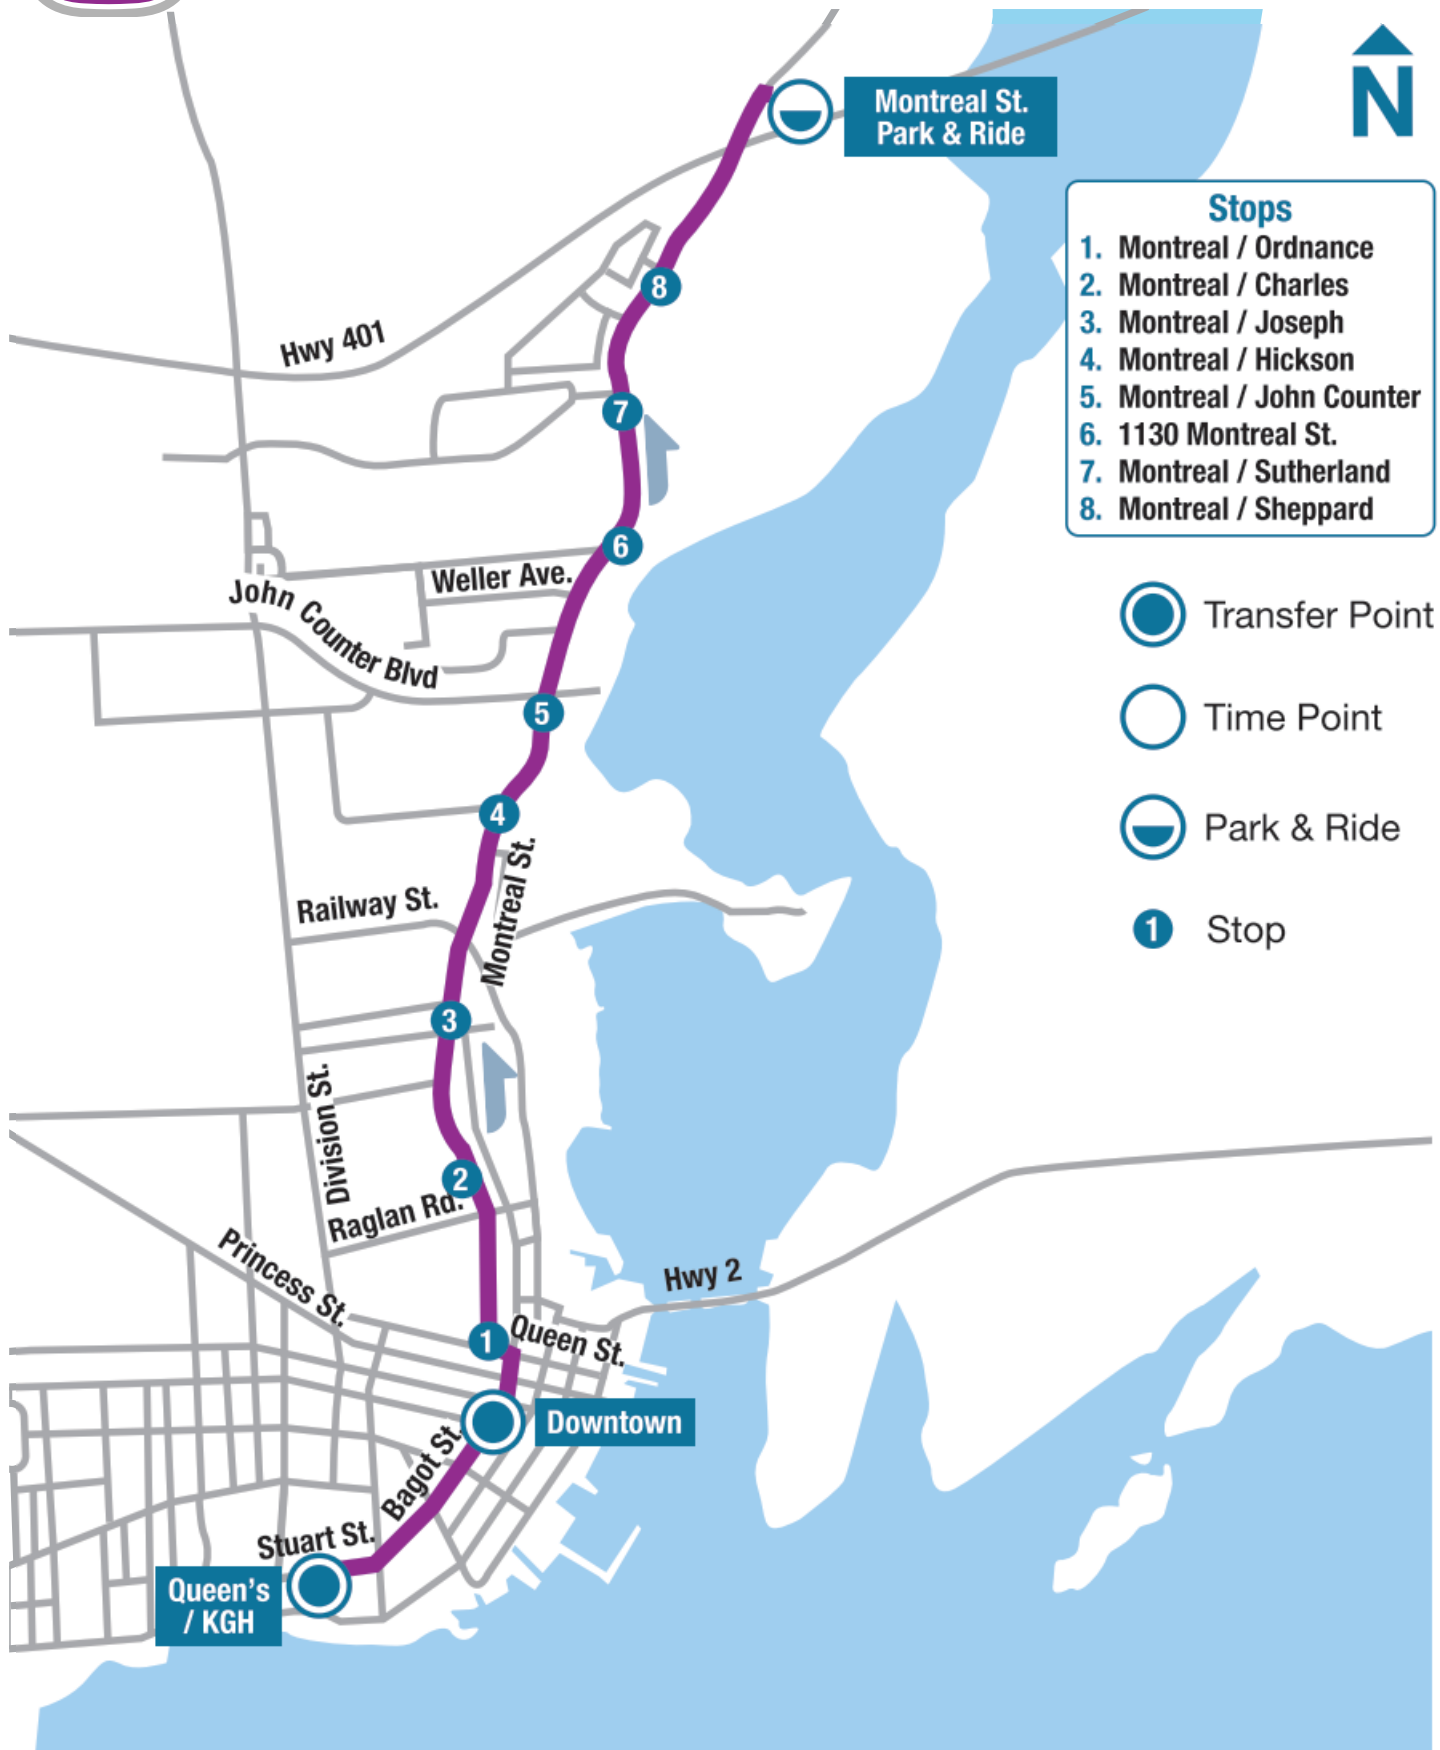 Montreal St.
Park & Ride
N
Stops
1. Montreal / Ordnance
2. Montreal / Charles
3. Montreal / Joseph
4. Montreal / Hickson
5. Montreal / John Counter
6. 1130 Montreal St.
7. Montreal / Sutherland
8. Montreal / Sheppard
Transfer Point
Time Point
Park & Ride
1 Stop
8
Hwy 401
7
6
Weller Ave.
John Counter Blvd
5
4
Montreal St.
Railway St.
3
Division St.
2
Raglan Rd.
Princess St.
Hwy 2
1
Queen St.
Downtown
Bagot St.
Stuart St.
Queen's
/ KGH